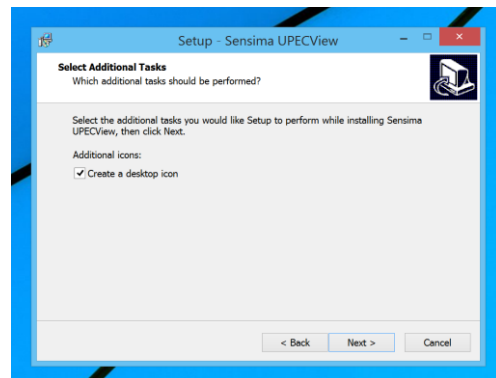 Setup - Sensima UPECView
Select Additional Tasks
Which additional tasks should be performed?
Select the additional tasks you would like Setup to perform while installing Sensima
UPECView, then click Next.
Additional icons:
Create a desktop icon
< Back Next > Cancel